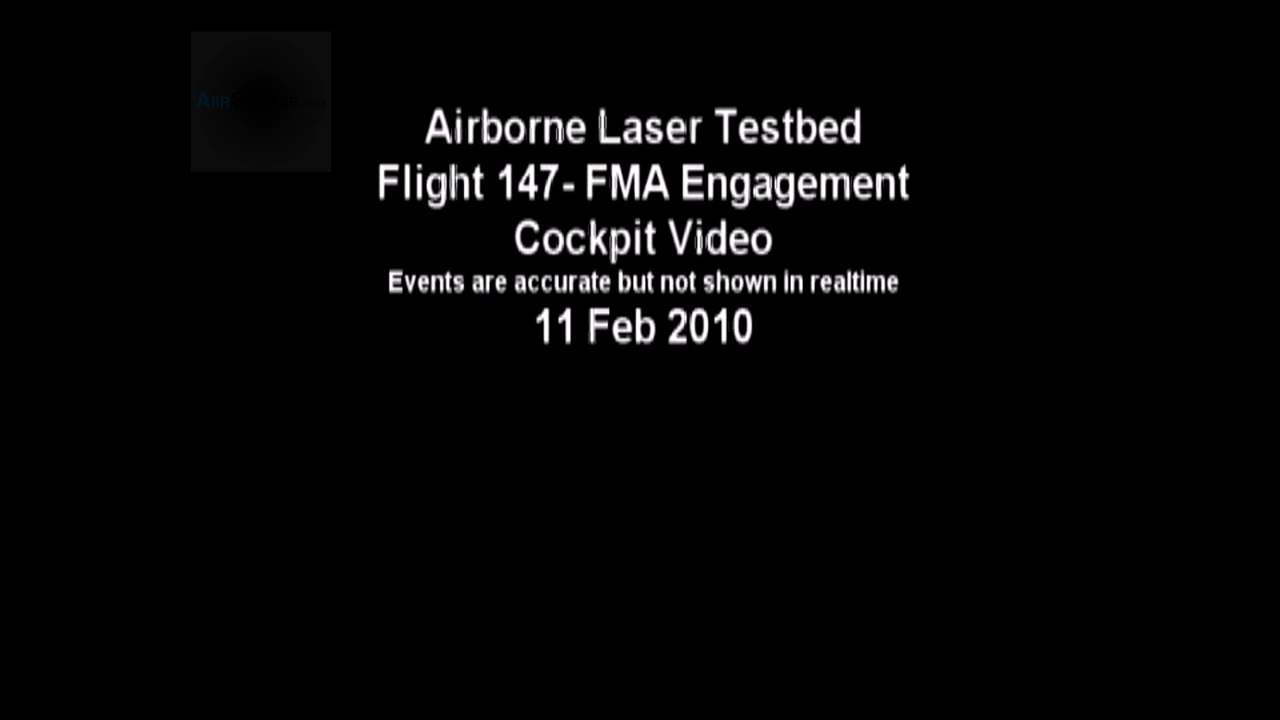 Airborne Laser Testbed
Flight 147- FMA Engagement
Cockpit Video
Events are accurate but not shown in realtime
11 Feb 2010